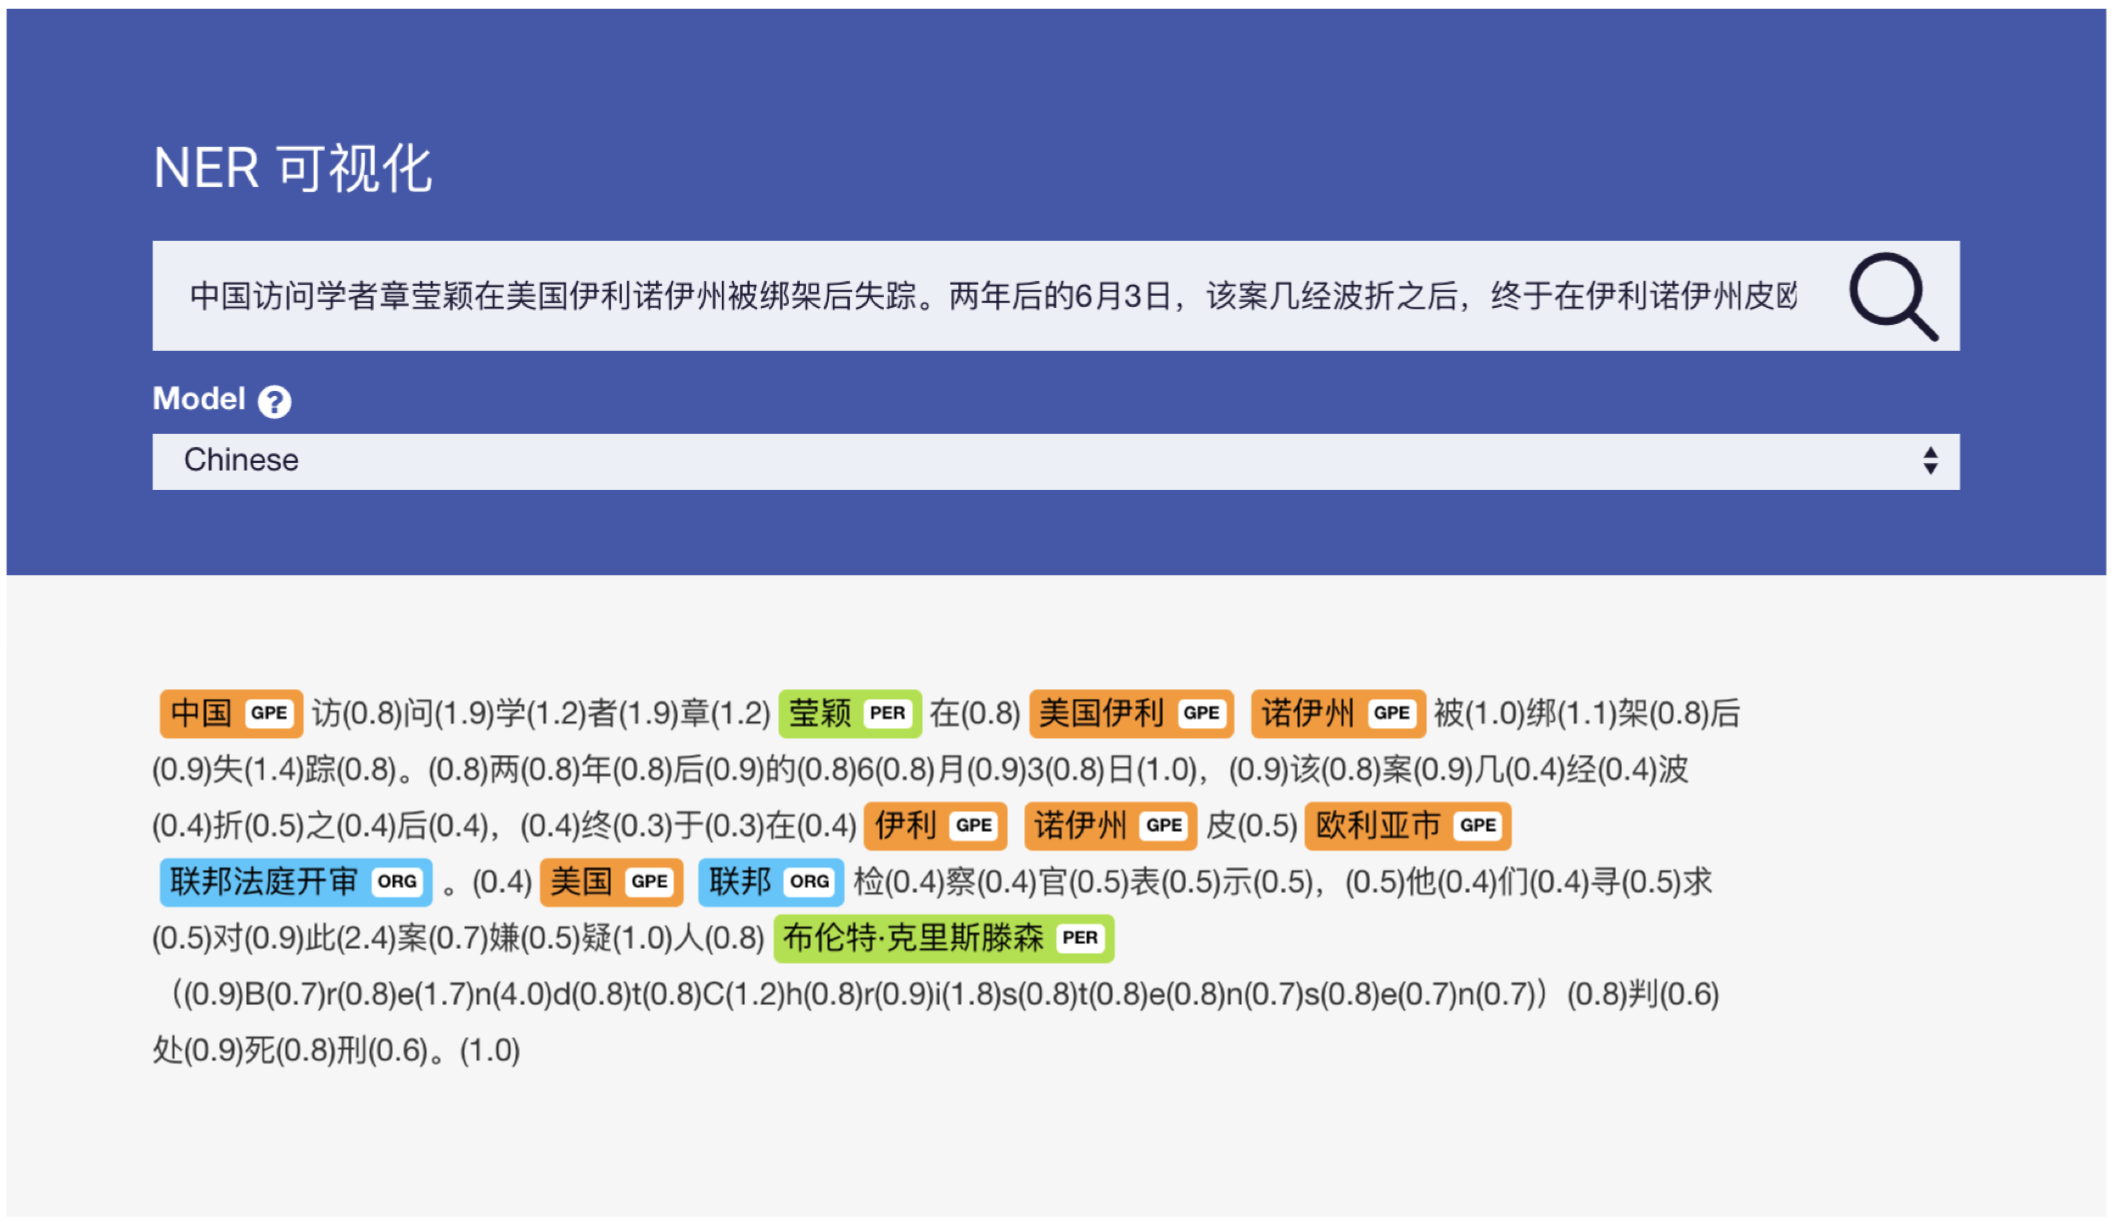 NER 可视化
中国访问学者章莹颖在美国伊利诺伊州被绑架后失踪。两年后的6月3日，该案几经波折之后，终于在伊利诺伊州皮欧
Model ?
Chinese
中国 GPE 访(0.8)问(1.9)学(1.2)者(1.9)章(1.2) 莹颖 PER 在(0.8) 美国伊利 GPE 诺伊州 GPE 被(1.0)绑(1.1)架(0.8)后
(0.9)失(1.4)踪(0.8)。(0.8)两(0.8)年(0.8)后(0.9)的(0.8)6(0.8)月(0.9)3(0.8)日(1.0)，(0.9)该(0.8)案(0.9)几(0.4)经(0.4)波
(0.4)折(0.5)之(0.4)后(0.4)，(0.4)终(0.3)于(0.3)在(0.4) 伊利 GPE 诺伊州 GPE 皮(0.5) 欧利亚市 GPE
联邦法庭开审 ORG 。(0.4) 美国 GPE 联邦 ORG 检(0.4)察(0.4)官(0.5)表(0.5)示(0.5)，(0.5)他(0.4)们(0.4)寻(0.5)求
(0.5)对(0.9)此(2.4)案(0.7)嫌(0.5)疑(1.0)人(0.8) 布伦特·克里斯滕森 PER
（(0.9)B(0.7)r(0.8)e(1.7)n(4.0)d(0.8)t(0.8)C(1.2)h(0.8)r(0.9)i(1.8)s(0.8)t(0.8)e(0.8)n(0.7)s(0.8)e(0.7)n(0.7)）(0.8)判(0.6)
处(0.9)死(0.8)刑(0.6)。(1.0)